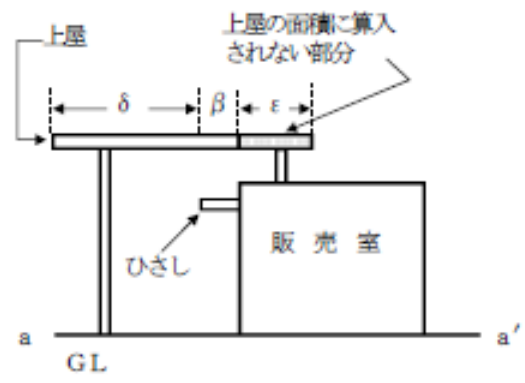 上屋
上屋の面積に算入
されない部分
δ
β
ε
ひさし
販売室
a
a′
GL